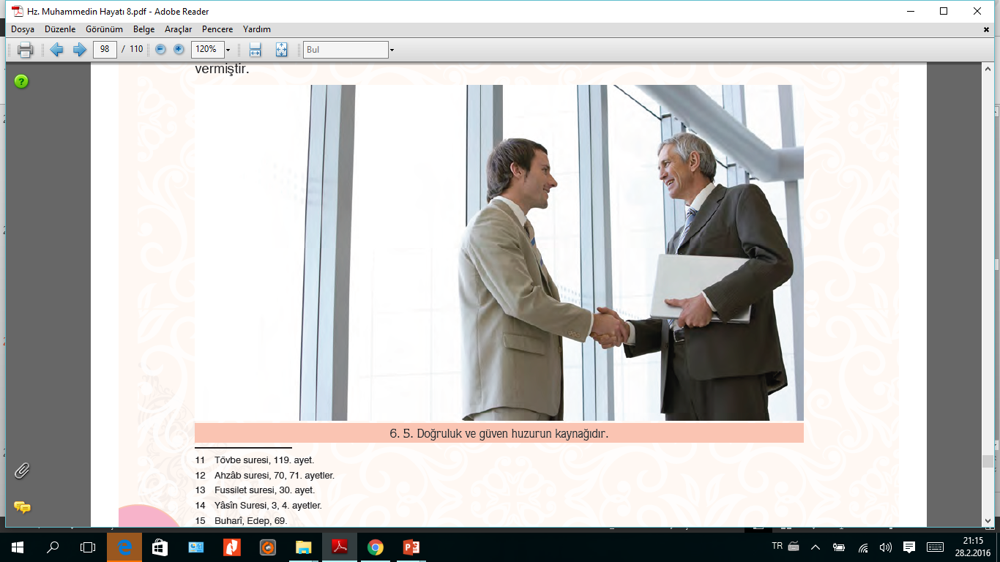 Hz. Muhammedin Hayatı 8.pdf - Adobe Reader
Dosya Düzenle Görünüm Belge Araçlar Pencere Yardım
98 / 110 120% Bul
vermiştir.
6. 5. Doğruluk ve güven huzurun kaynağıdır.
11 Tövbe suresi, 119. ayet.
12 Ahzâb suresi, 70, 71. ayetler.
13 Fussilet suresi, 30. ayet.
14 Yâsîn Suresi, 3, 4. ayetler.
15 Buharî, Edep, 69.
TR 21:15
28.2.2016